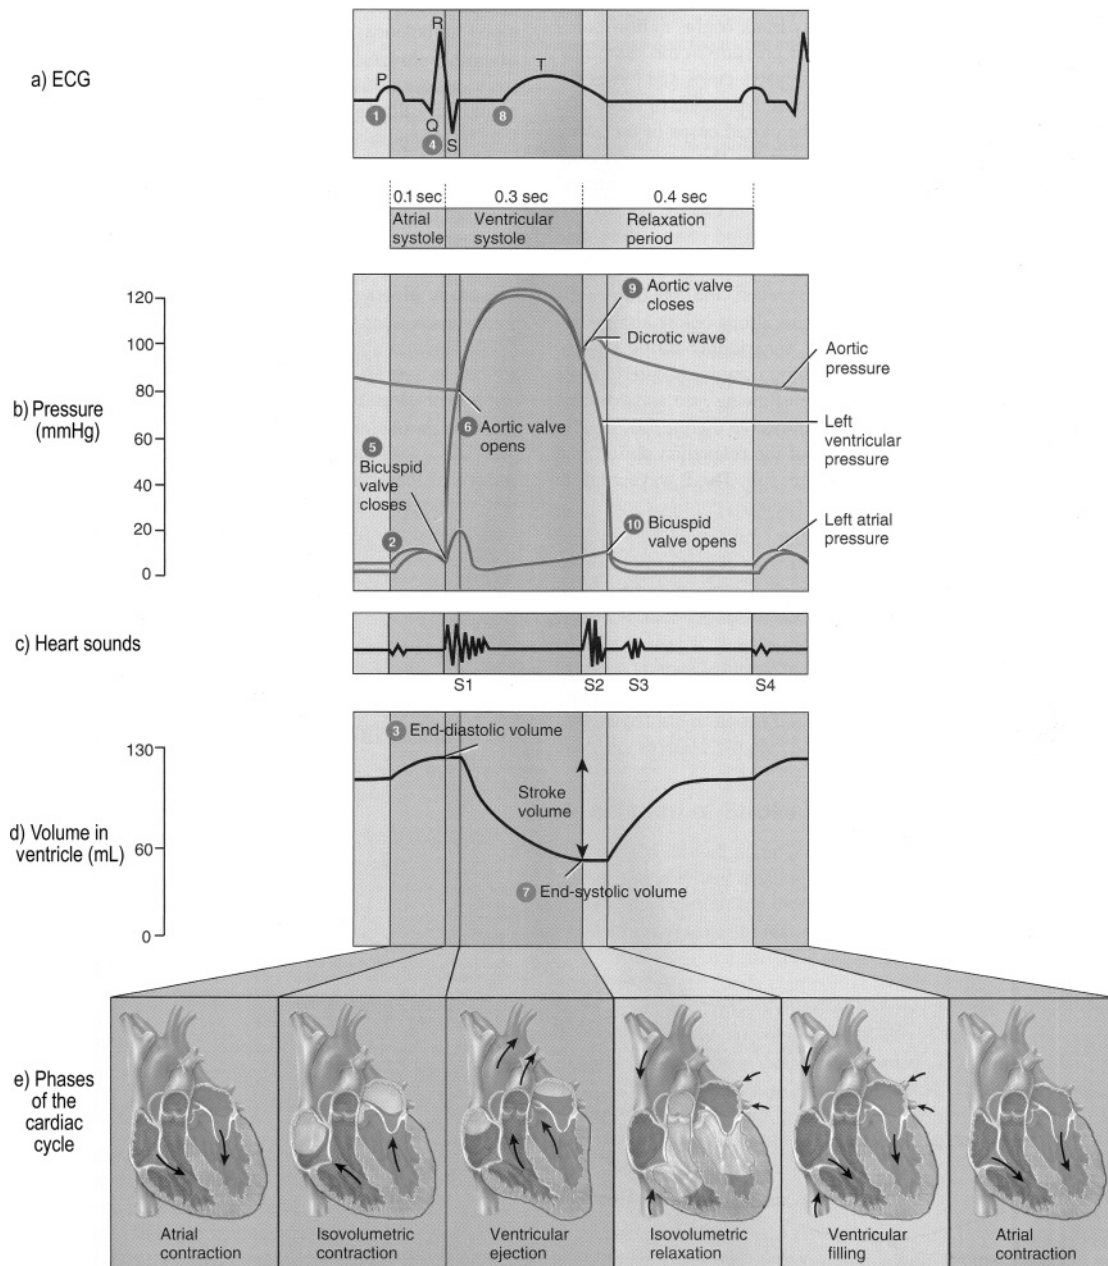 R
a) ECG
P
T
1
8
Q
4
S
0.1 sec
0.3 sec
0.4 sec
Atrial
systole
Ventricular
systole
Relaxation
period
120
100
80
60
40
20
0
b) Pressure
(mmHg)
9 Aortic valve
closes
Dicrotic wave
Aortic
pressure
6 Aortic valve
opens
Left
ventricular
pressure
5
Bicuspid
valve
closes
2
10 Bicuspid
valve opens
Left atrial
pressure
c) Heart sounds
S1
S2
S3
S4
3 End-diastolic volume
130
Stroke
volume
d) Volume in
ventricle (mL)
60
7 End-systolic volume
0
e) Phases
of the
cardiac
cycle
Atrial
contraction
Isovolumetric
contraction
Ventricular
ejection
Isovolumetric
relaxation
Ventricular
filling
Atrial
contraction